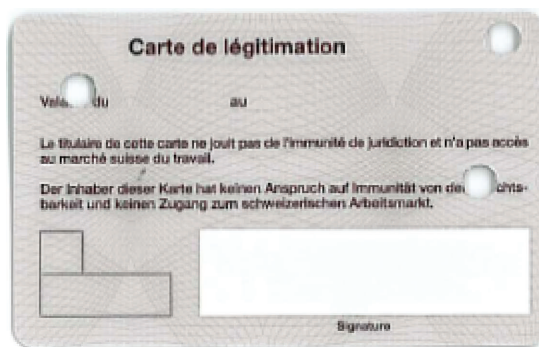 Carte de légitimation
du au
Le titulaire de cette carte ne jouit pas de l'immunité de juridiction et n'a pas accès
au marché suisse du travail.
Der Inhaber dieser Karte hat keinen Anspruch auf Immunität von der chts-
barkeit und keinen Zugang zum schweizerischen Arbeitsmarkt.
Signature